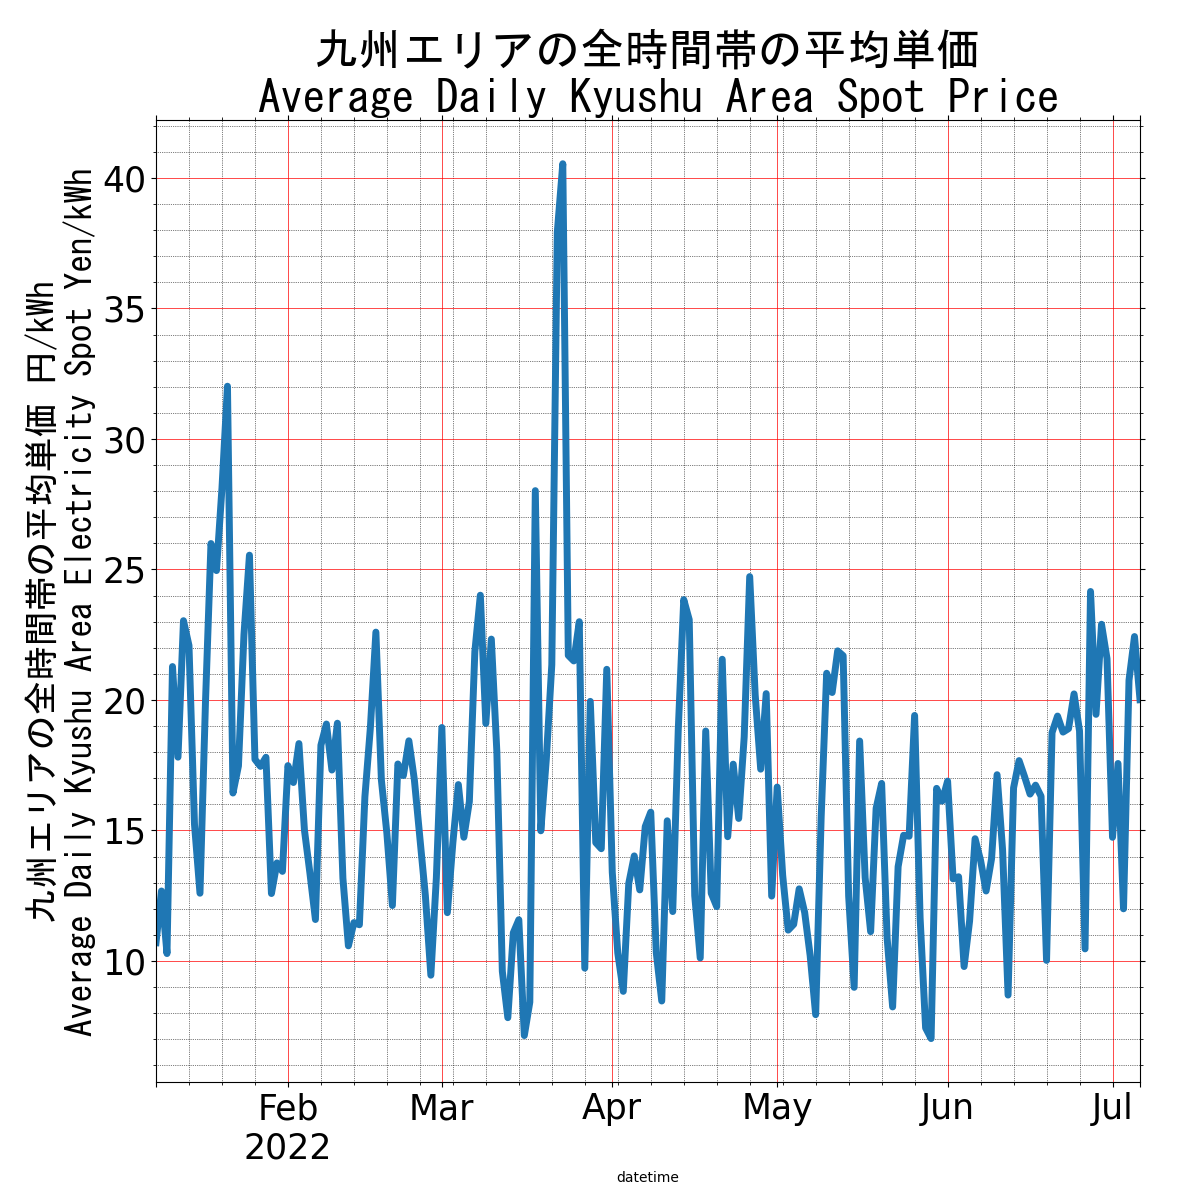 九州エリアの全時間帯の平均単価
Average Daily Kyushu Area Spot Price
九州エリアの全時間帯の平均単価 円/kWh
Average Daily Kyushu Area Electricity Spot Yen/kWh
40
35
30
25
20
15
10
Feb
2022
Mar
Apr
May
Jun
Jul
datetime